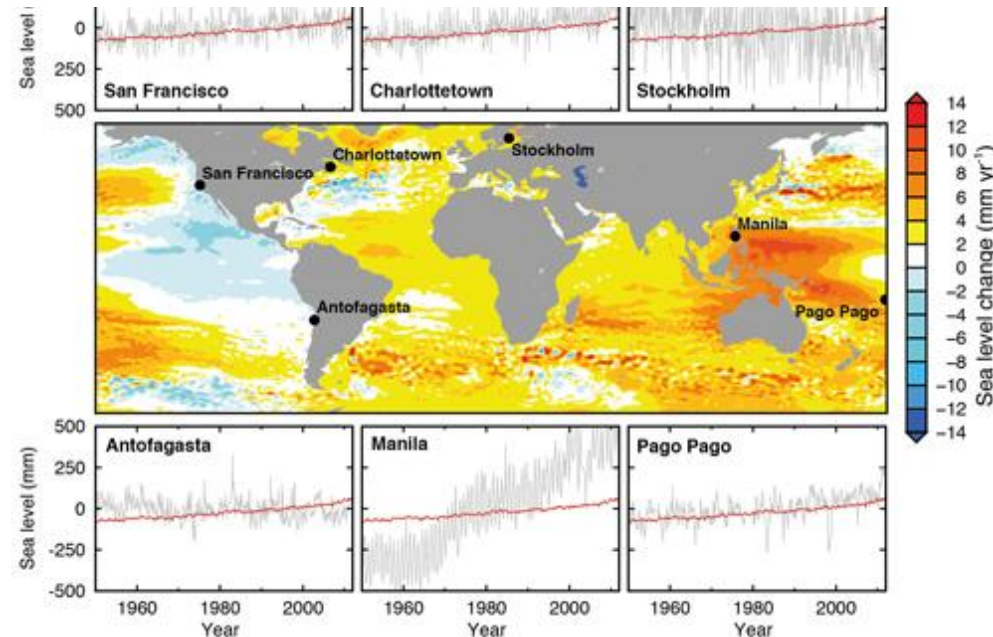 Sea level (
0
250
500
San Francisco
Charlottetown
Stockholm
San Francisco
Charlottetown
Stockholm
Manila
Antofagasta
Pago Pago
14
12
10
8
6
4
2
0
−2
−4
−6
−8
−10
−12
−14
Sea level change (mm yr⁻¹)
Sea level (mm)
500
250
0
-250
-500
Antofagasta
Manila
Pago Pago
1960 1980 2000
1960 1980 2000
1960 1980 2000
Year
Year
Year